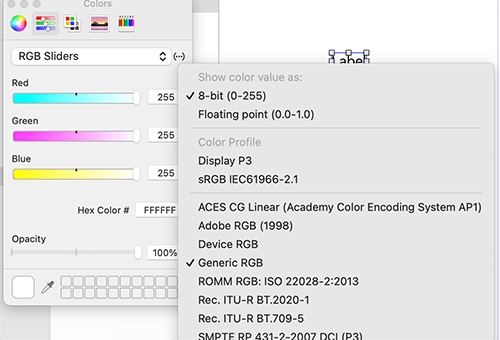 Colors
RGB Sliders
Red
255
Green
255
Blue
255
Hex Color # FFFFFF
Opacity
100%
Label
Show color value as:
✓ 8-bit (0-255)
Floating point (0.0-1.0)
Color Profile
Display P3
sRGB IEC61966-2.1
ACES CG Linear (Academy Color Encoding System AP1)
Adobe RGB (1998)
Device RGB
✓ Generic RGB
ROMM RGB: ISO 22028-2:2013
Rec. ITU-R BT.2020-1
Rec. ITU-R BT.709-5
SMPTE RP 431-2-2007 DCI (P3)